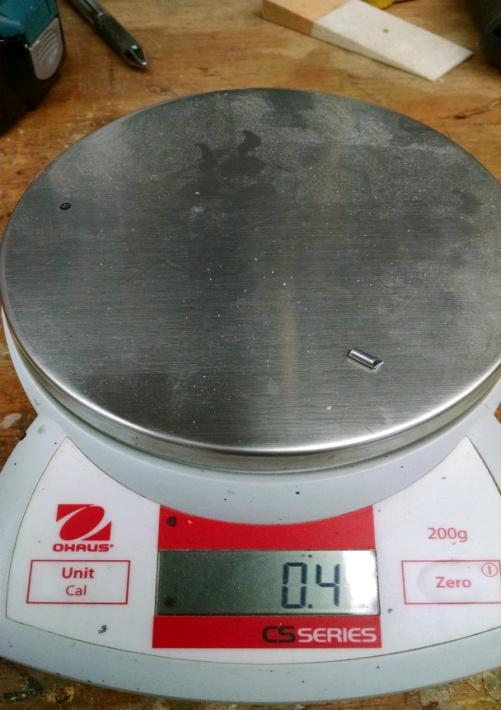 OHAUS
200g
Unit
Cal
0.4
Zero
CS SERIES